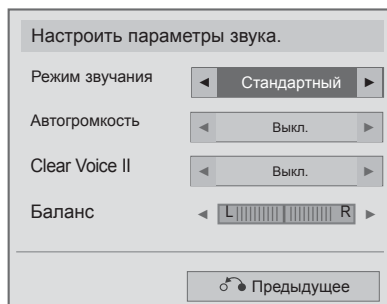 Настроить параметры звука.
Режим звучания ◄ Стандартный ►
Автогромкость ◄ Выкл. ►
Clear Voice II ◄ Выкл. ►
Баланс ◄ L R ►
Предыдущее